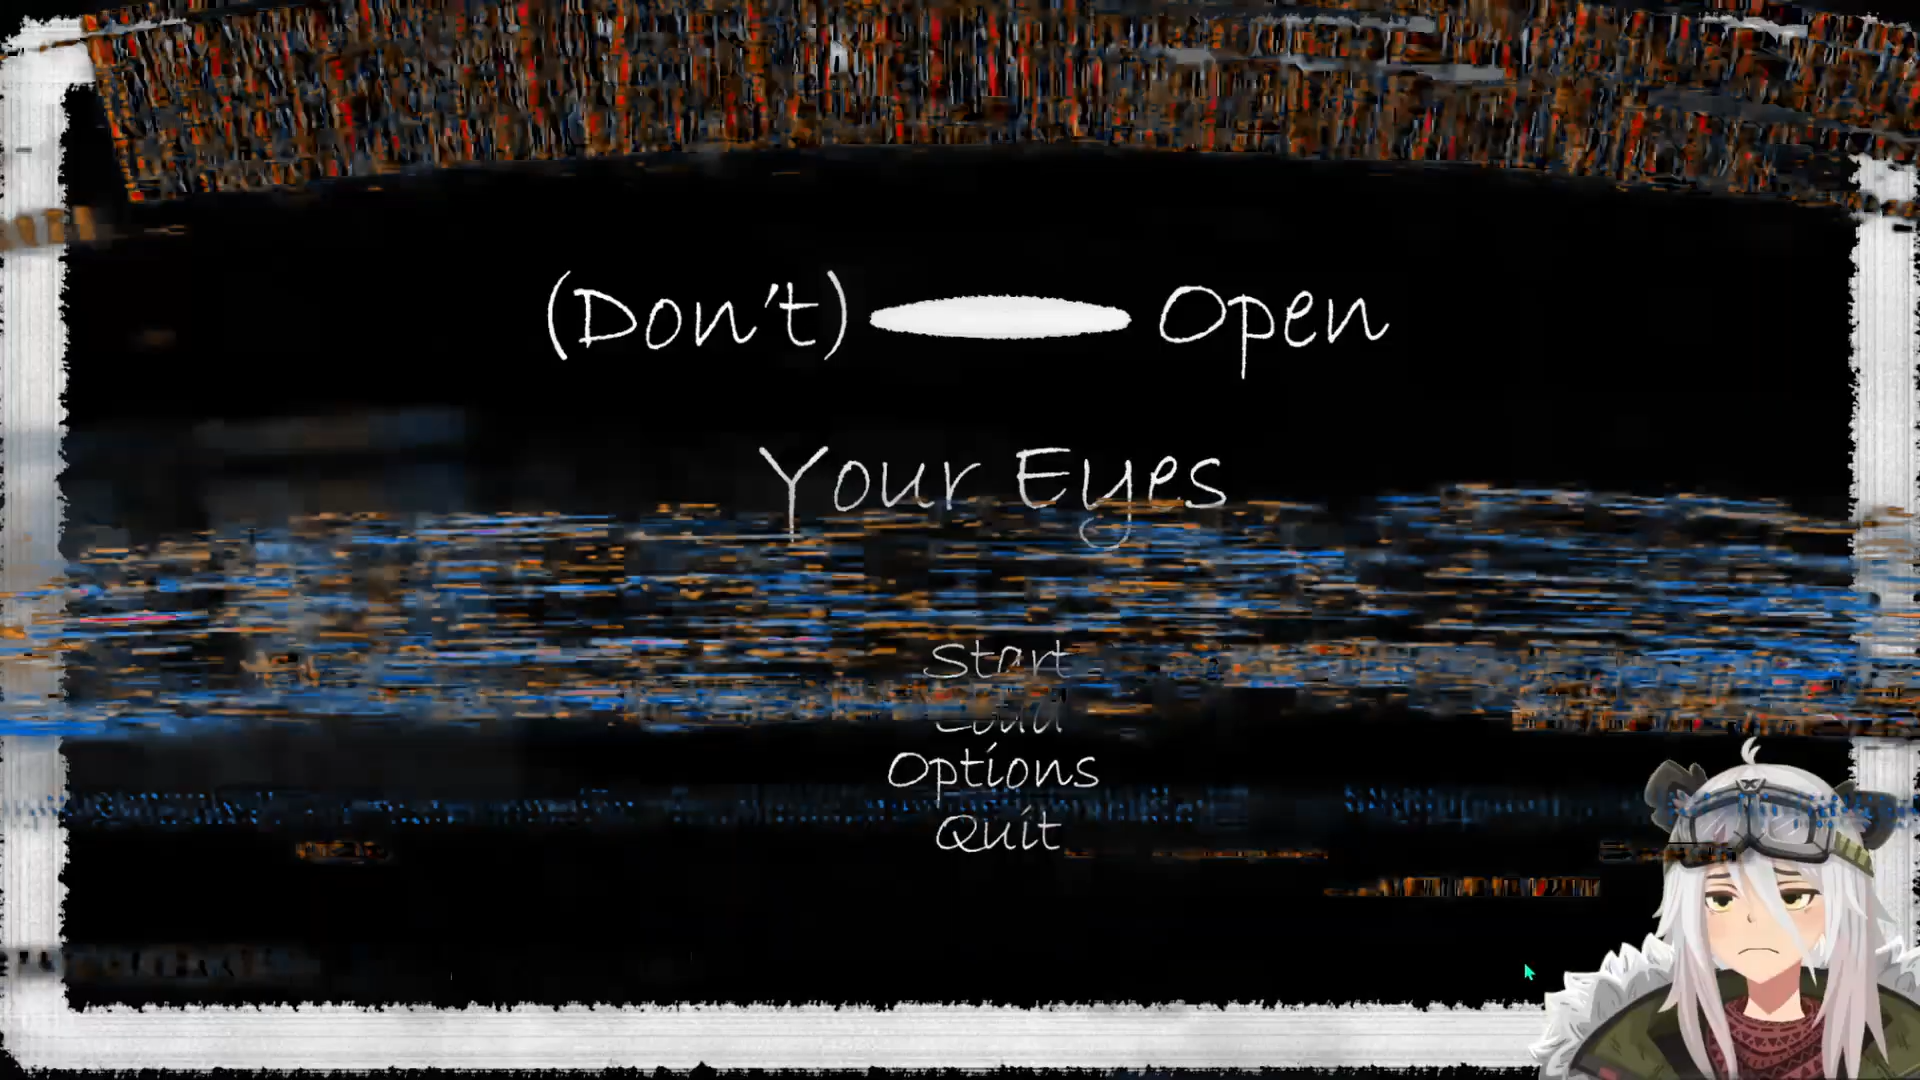 (Don't) Open
Your Eyes
Start
Options
Quit